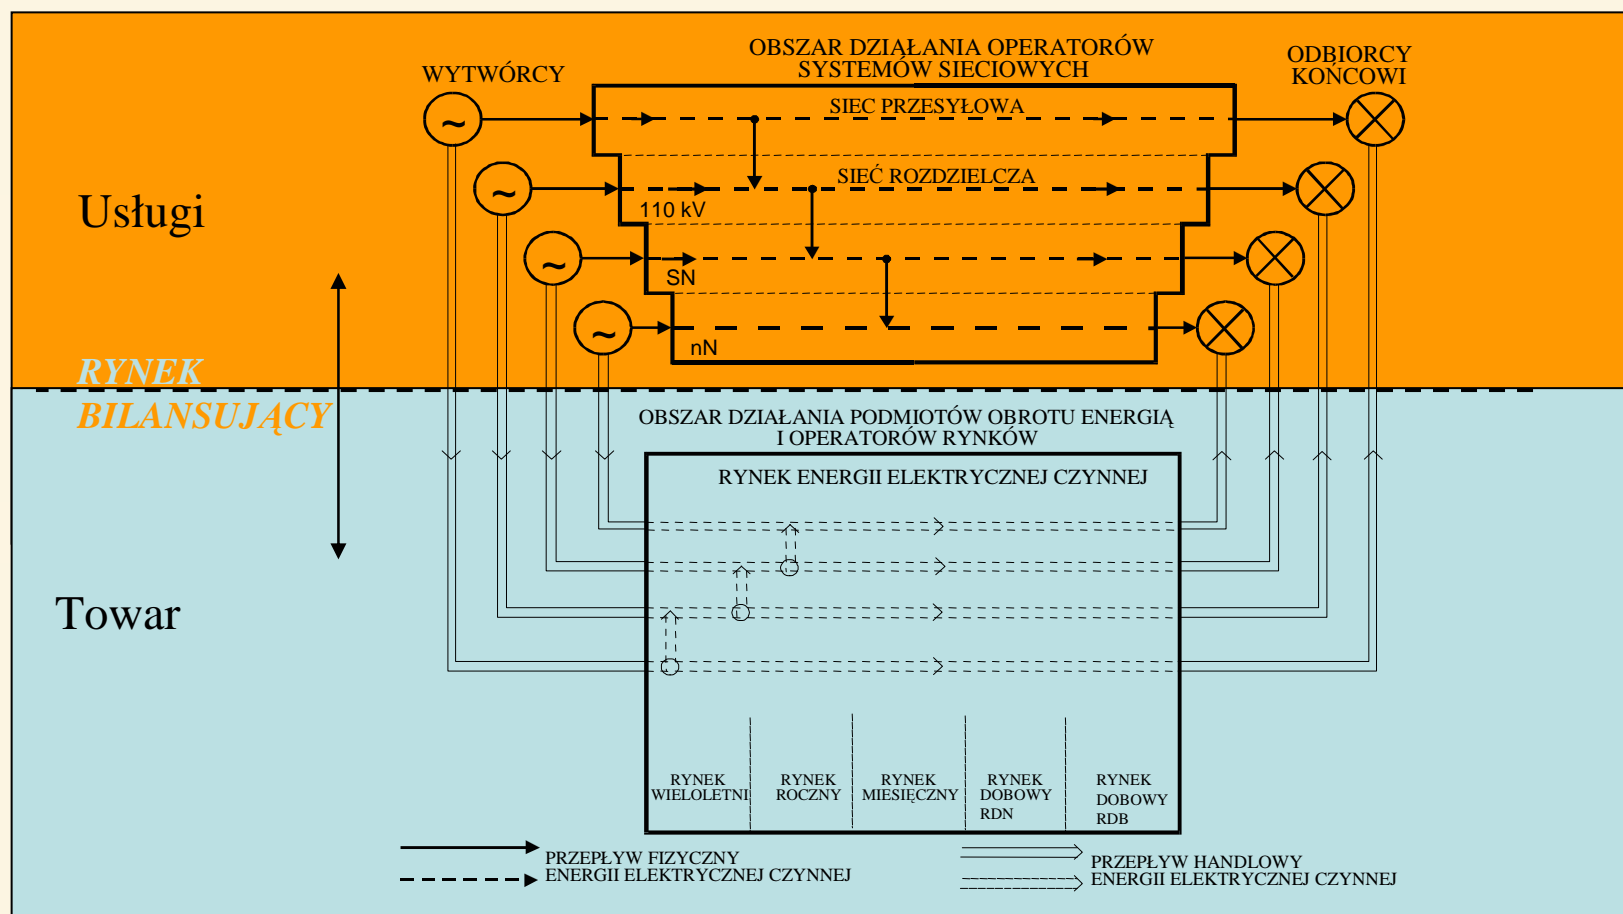 OBSZAR DZIAŁANIA OPERATORÓW
SYSTEMÓW SIECIOWYCH
WYTWÓRCY
ODBIORCY
KOŃCOWI
SIEC PRZESYŁOWA
~
SIEĆ ROZDZIELCZA
~
110 kV
Usługi
~
SN
~
nN
RYNEK
BILANSUJĄCY
OBSZAR DZIAŁANIA PODMIOTÓW OBROTU ENERGIĄ
I OPERATORÓW RYNKÓW
RYNEK ENERGII ELEKTRYCZNEJ CZYNNEJ
Towar
RYNEK
WIELOLETNI
RYNEK
ROCZNY
RYNEK
MIESIĘCZNY
RYNEK
DOBOWY
RDN
RYNEK
DOBOWY
RDB
PRZEPŁYW FIZYCZNY
ENERGII ELEKTRYCZNEJ CZYNNEJ
PRZEPŁYW HANDLOWY
ENERGII ELEKTRYCZNEJ CZYNNEJ